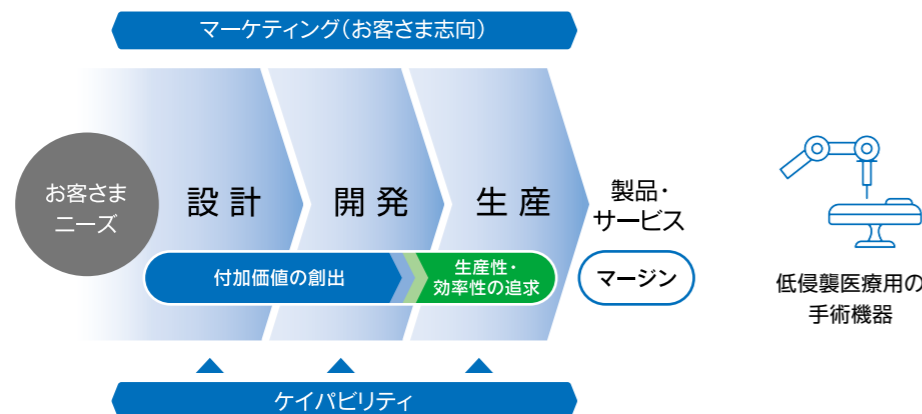 マーケティング(お客さま志向)
お客さま
ニーズ
設計
開発
生産
製品・
サービス
付加価値の創出
生産性・
効率性の追求
マージン
低侵襲医療用の
手術機器
ケイパビリティ